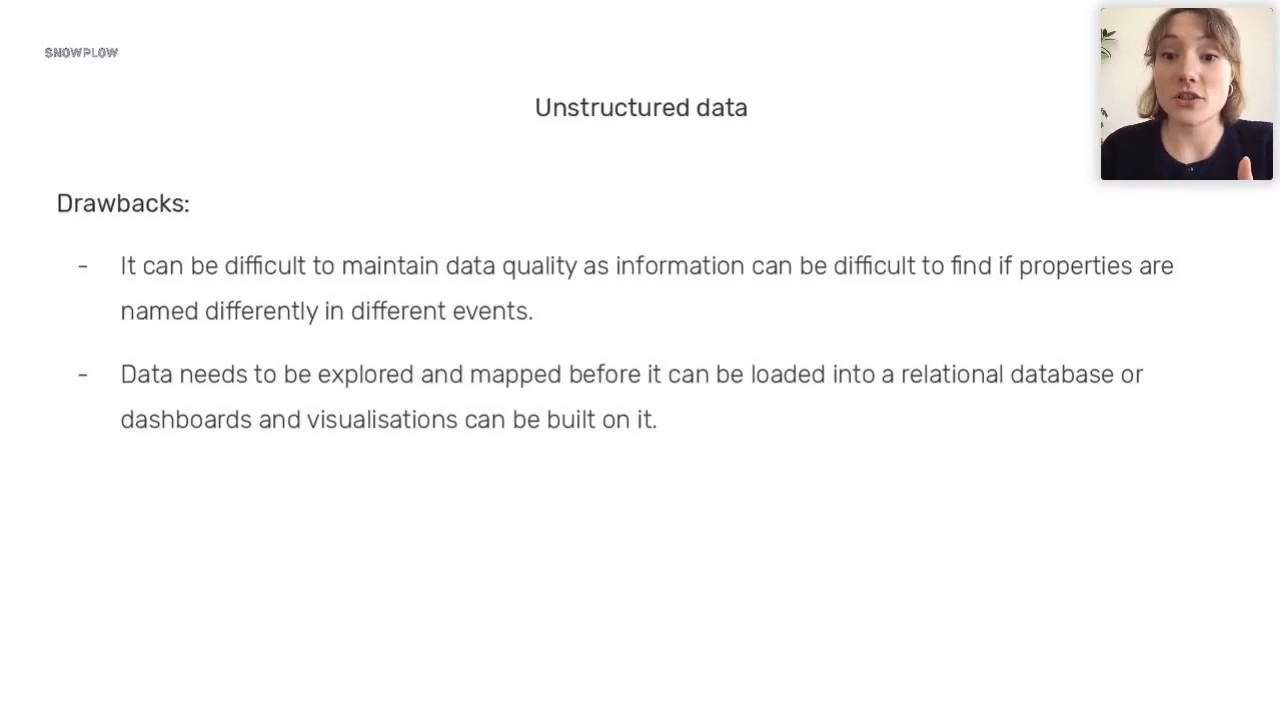 SNOWPLOW
Unstructured data
Drawbacks:
- It can be difficult to maintain data quality as information can be difficult to find if properties are
named differently in different events.
- Data needs to be explored and mapped before it can be loaded into a relational database or
dashboards and visualisations can be built on it.